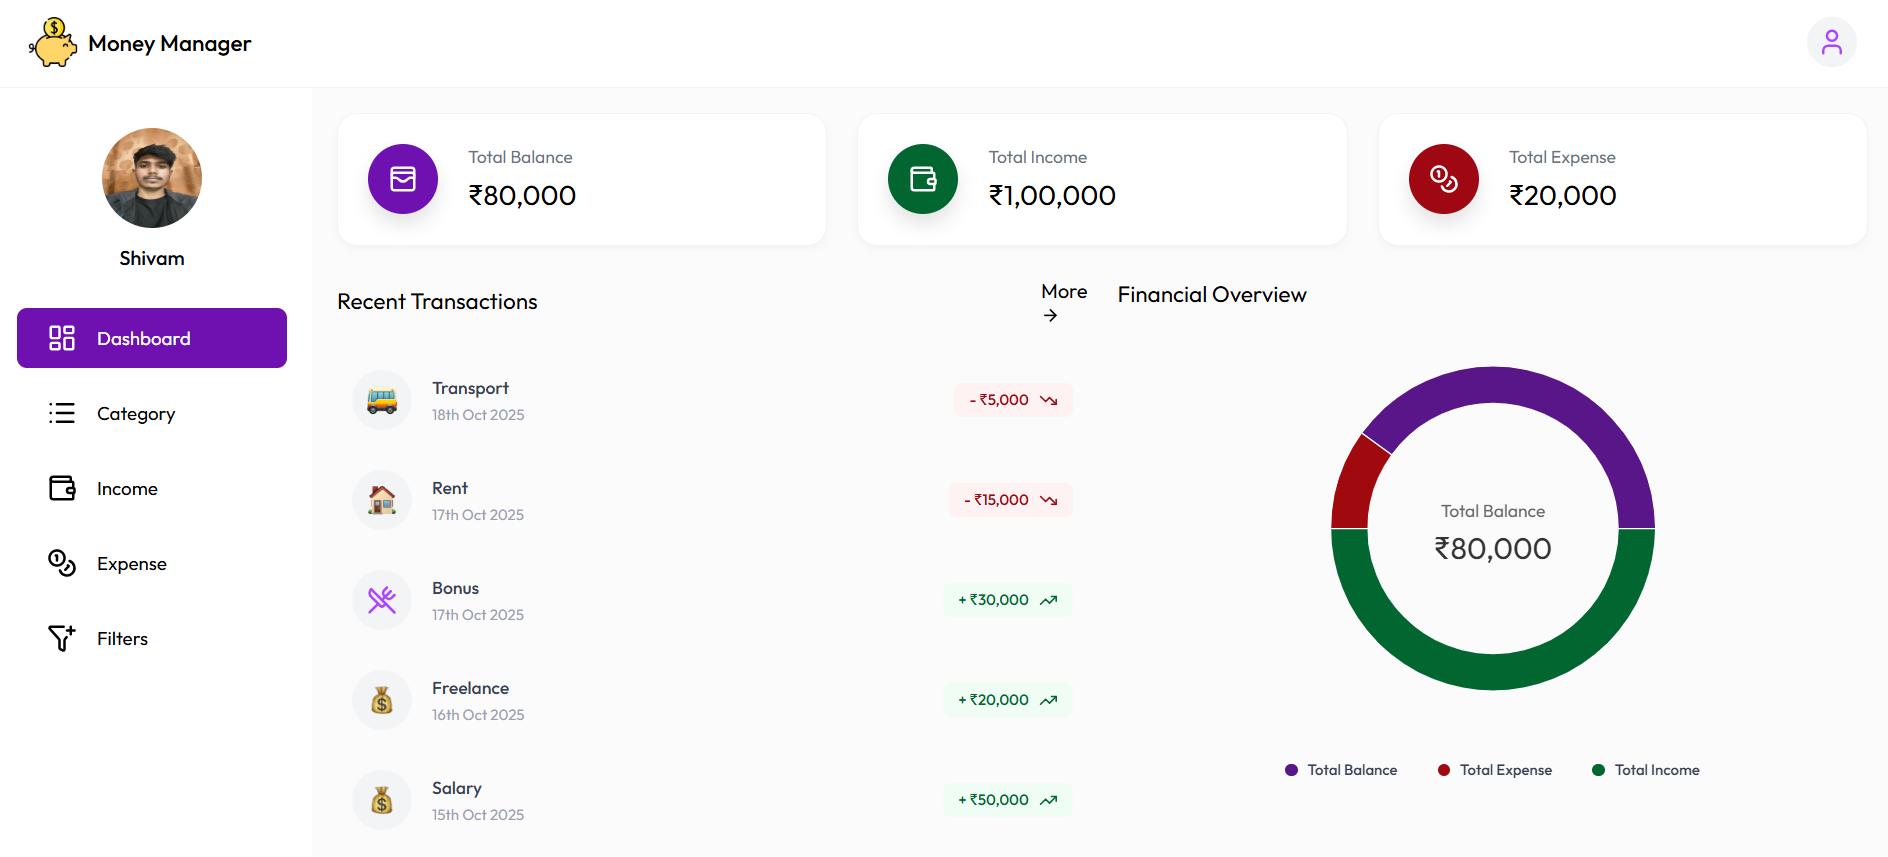 Money Manager
Shivam
Dashboard
Category
Income
Expense
Filters
Total Balance
₹80,000
Total Income
₹1,00,000
Total Expense
₹20,000
Recent Transactions
More
Transport
18th Oct 2025
- ₹5,000
Rent
17th Oct 2025
- ₹15,000
Bonus
17th Oct 2025
+ ₹30,000
Freelance
16th Oct 2025
+ ₹20,000
Salary
15th Oct 2025
+ ₹50,000
Financial Overview
Total Balance
₹80,000
Total Balance
Total Expense
Total Income